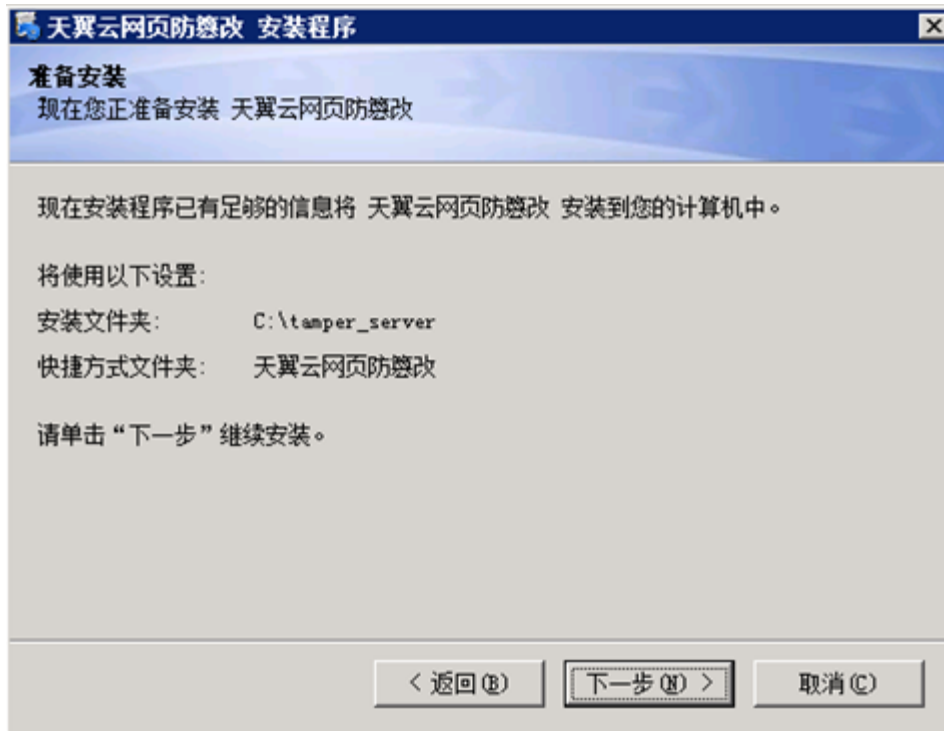 天翼云网页防篡改 安装程序
准备安装
现在您正准备安装 天翼云网页防篡改
现在安装程序已有足够的信息将 天翼云网页防篡改 安装到您的计算机中。
将使用以下设置:
安装文件夹: C:\tamper_server
快捷方式文件夹: 天翼云网页防篡改
请单击“下一步”继续安装。
< 返回(B) 下一步(N) > 取消(C)